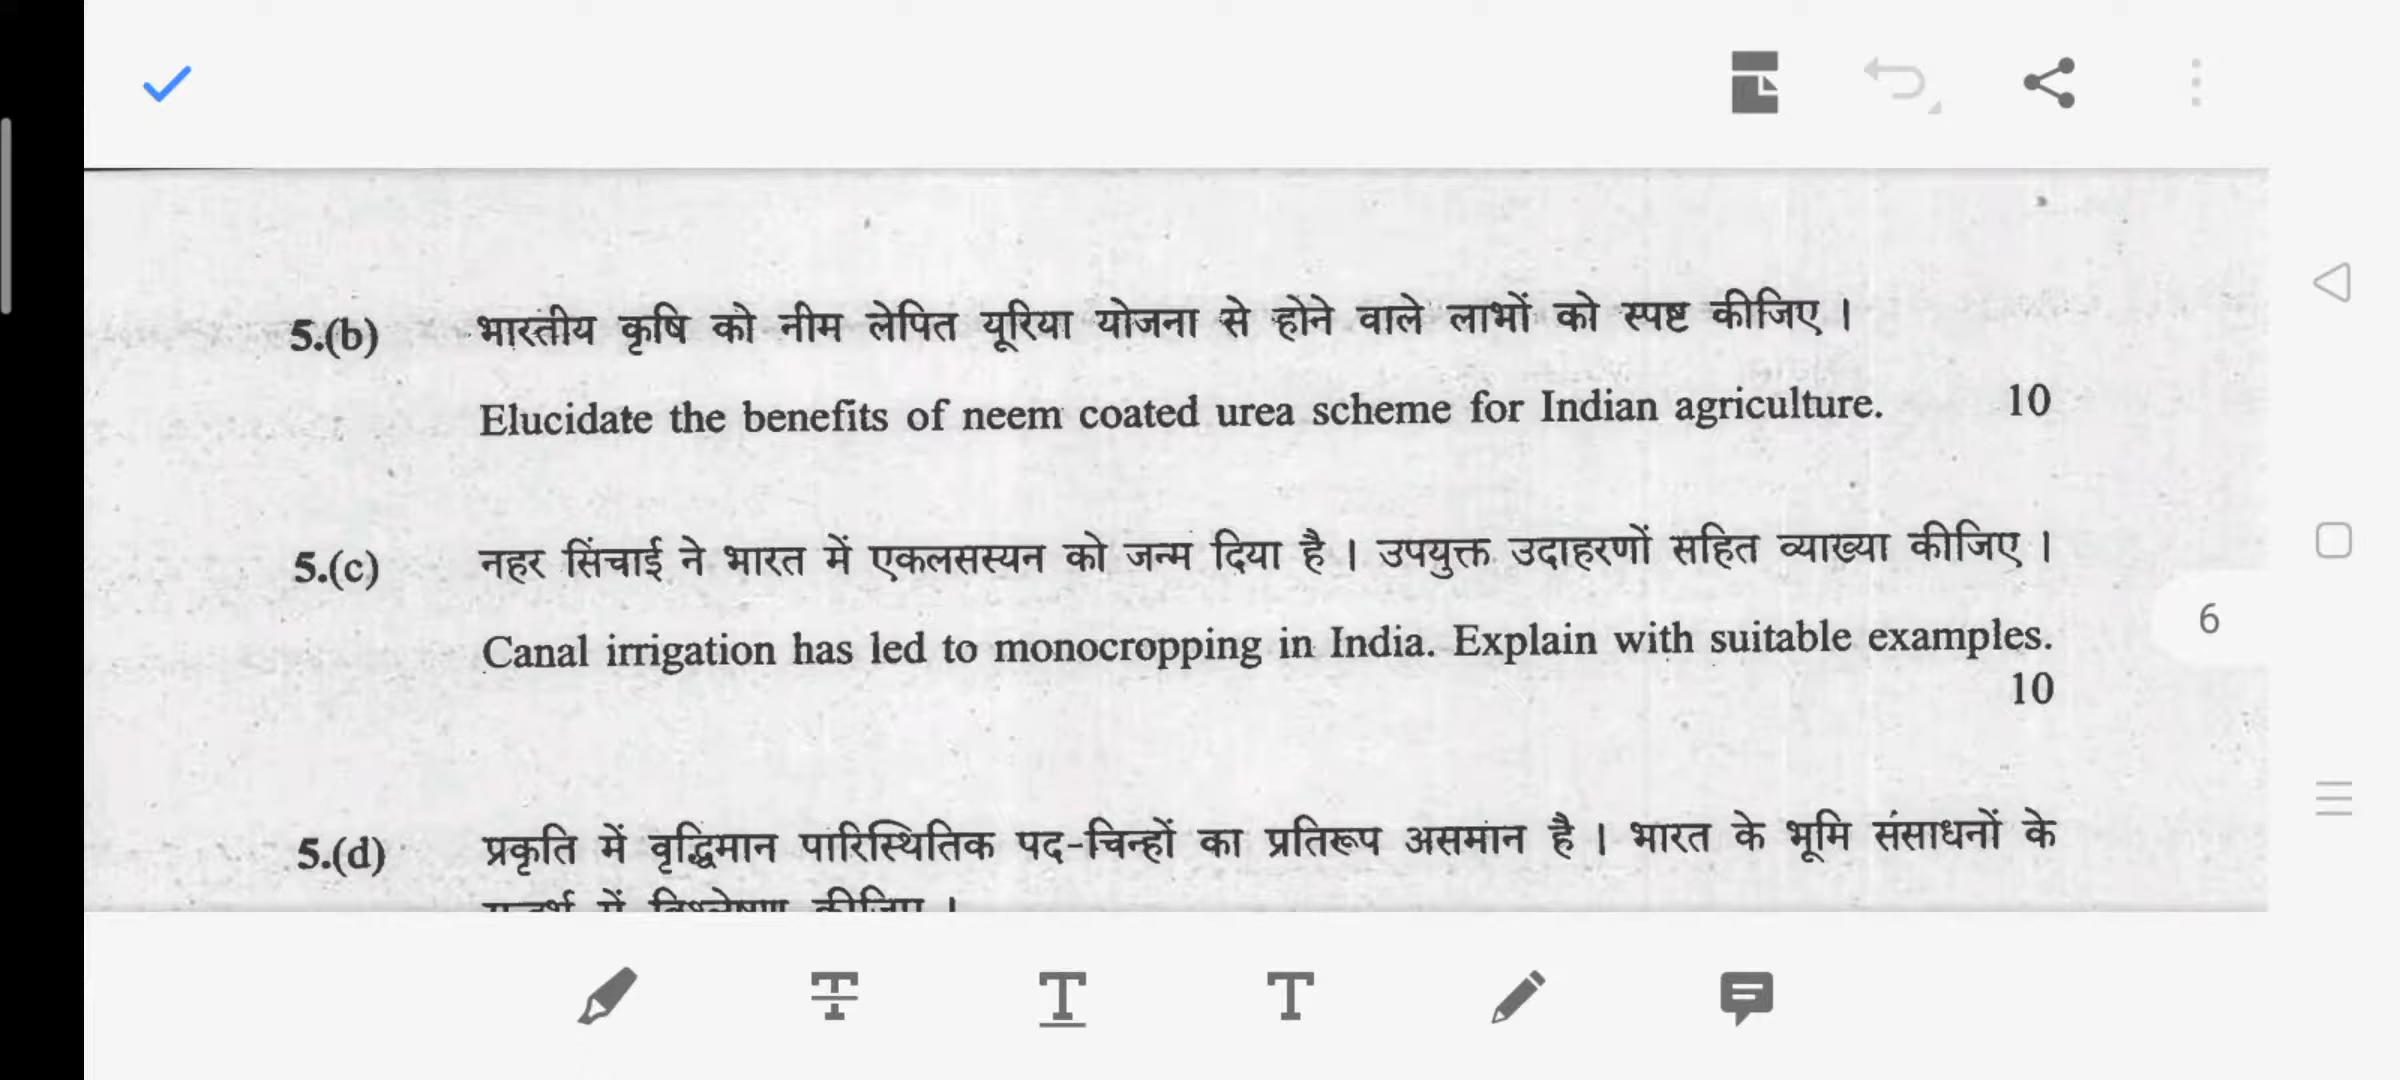 5.(b) भारतीय कृषि को नीम लेपित यूरिया योजना से होने वाले लाभों को स्पष्ट कीजिए ।
Elucidate the benefits of neem coated urea scheme for Indian agriculture. 10
5.(c) नहर सिंचाई ने भारत में एकलसस्यन को जन्म दिया है । उपयुक्त उदाहरणों सहित व्याख्या कीजिए ।
Canal irrigation has led to monocropping in India. Explain with suitable examples.
10
6
5.(d) प्रकृति में वृद्धिमान पारिस्थितिक पद-चिन्हों का प्रतिरूप असमान है । भारत के भूमि संसाधनों के
में विश्लेषण कीजिए ।
T T T